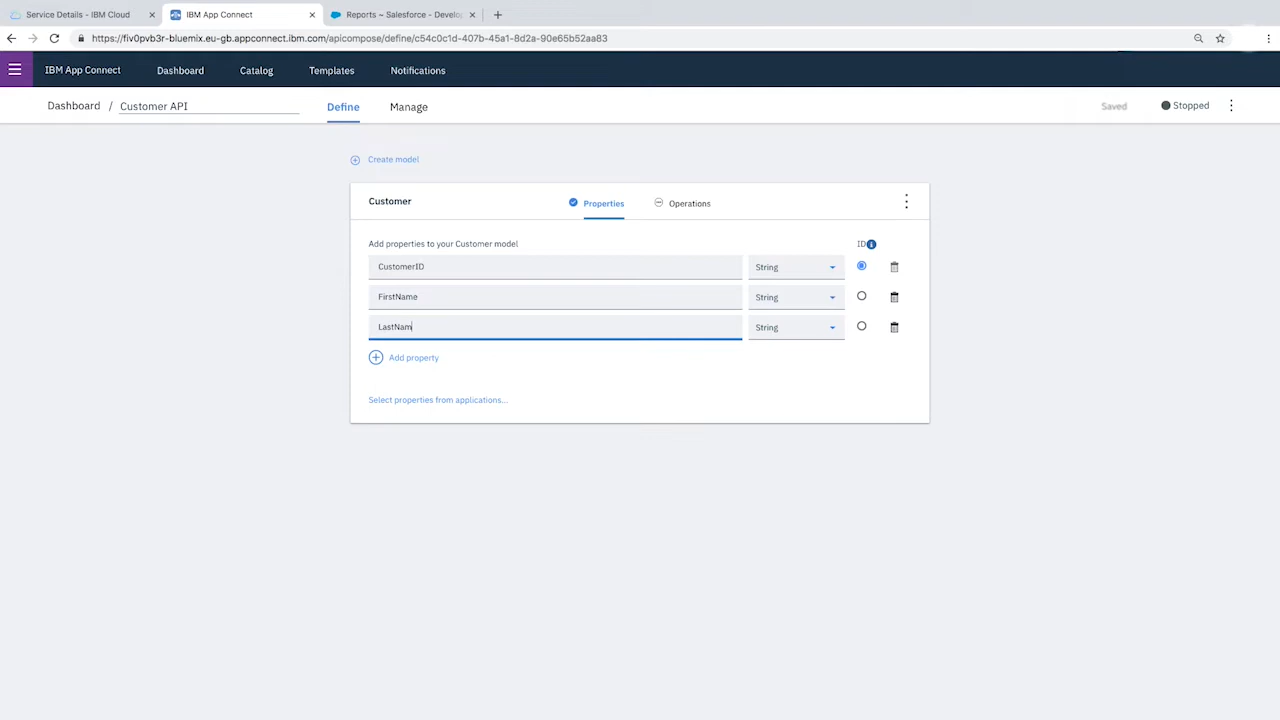 Service Details - IBM Cloud
IBM App Connect
Reports ~ Salesforce - Develop
https://fiv0pvb3r-bluemix.eu-gb.appconnect.ibm.com/apicompose/define/c54c0c1d-407b-45a1-8d2a-90e65b52aa83
IBM App Connect Dashboard Catalog Templates Notifications
Dashboard / Customer API Define Manage Saved Stopped
Create model
Customer Properties Operations
Add properties to your Customer model ID
CustomerID String
FirstName String
LastNam String
Add property
Select properties from applications...